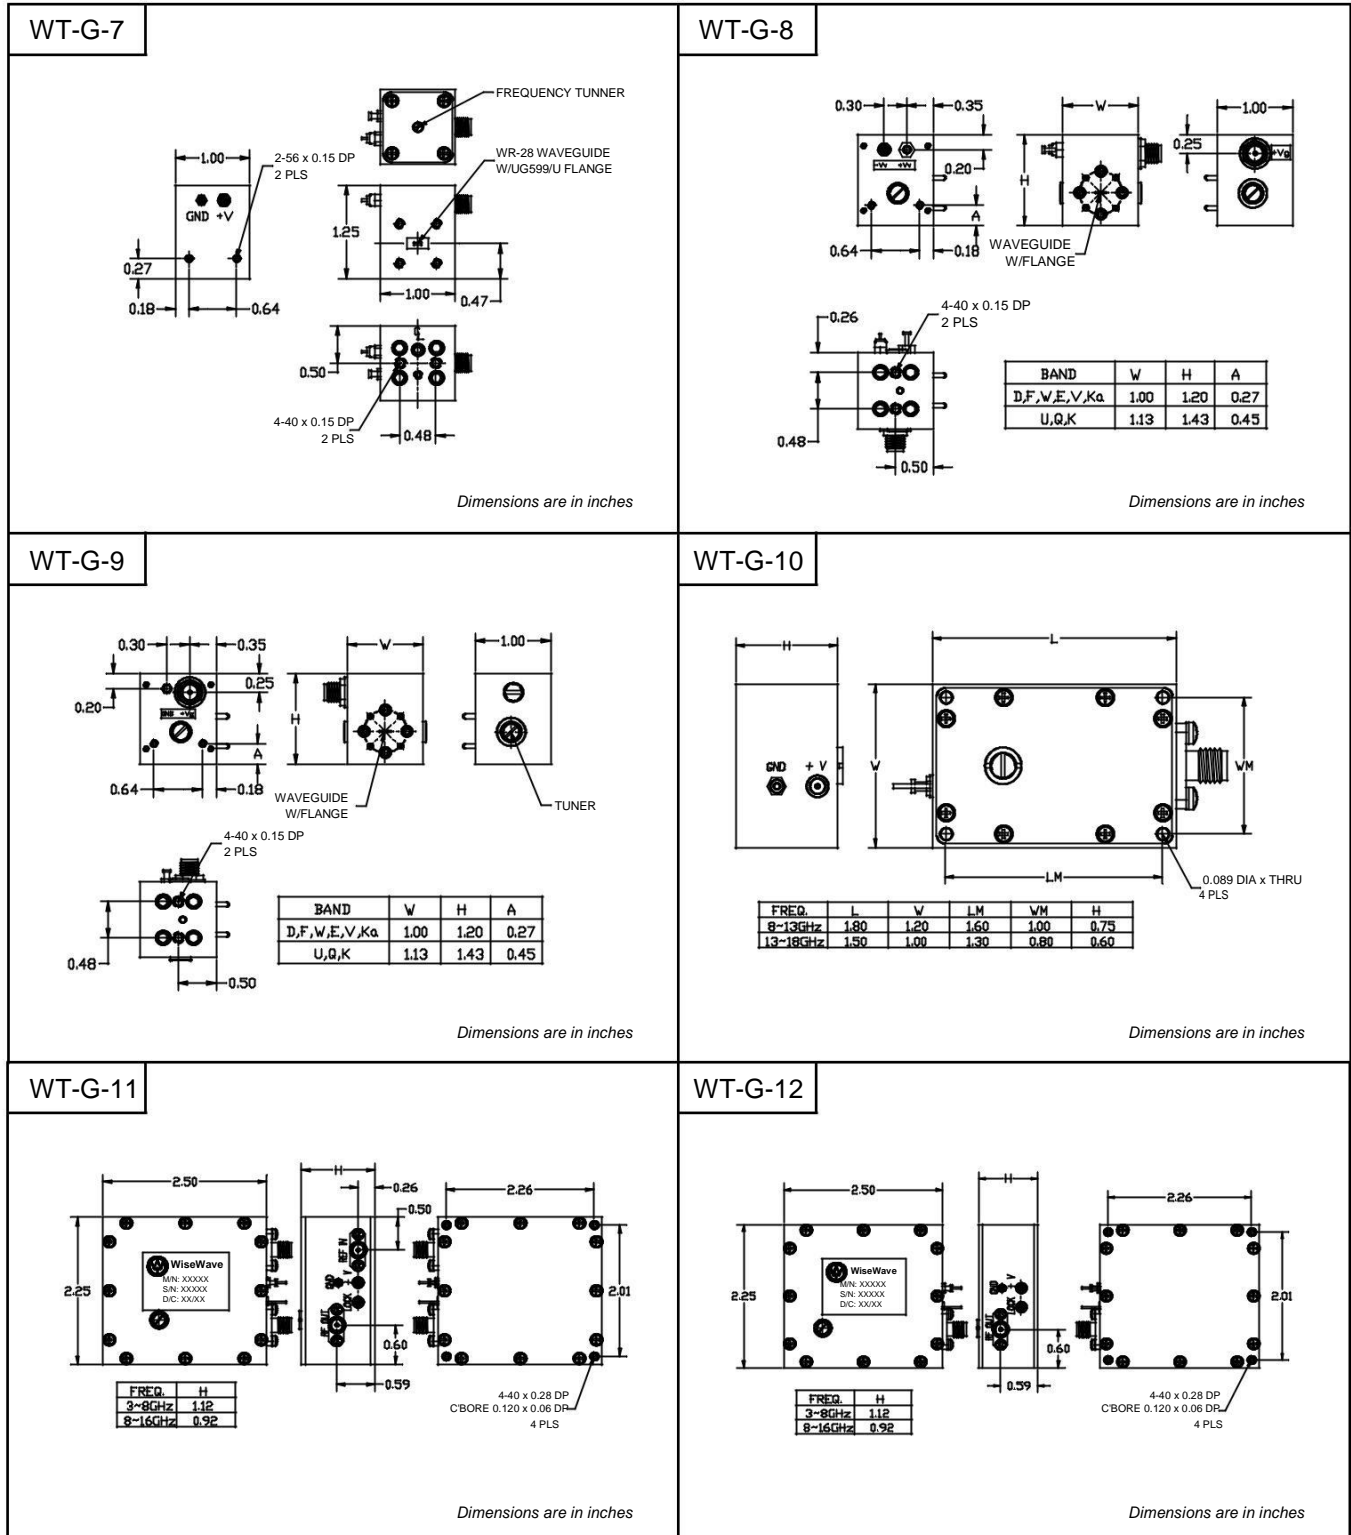 WT-G-7
FREQUENCY TUNNER
WR-28 WAVEGUIDE
W/UG599/U FLANGE
2-56 x 0.15 DP
2 PLS
1.00
GND +V
0.27
0.18
0.64
1.25
1.00
0.47
0.50
4-40 x 0.15 DP
2 PLS
0.48
Dimensions are in inches
WT-G-8
0.30
0.35
0.20
A
0.64
0.18
W
H
WAVEGUIDE
W/FLANGE
1.00
0.25
+Vg
4-40 x 0.15 DP
2 PLS
0.26
0.48
0.50
BAND W H A
D,F,W,E,V,Ka 1.00 1.20 0.27
U,Q,K 1.13 1.43 0.45
Dimensions are in inches
WT-G-9
0.30
0.35
0.25
0.20
GND +Vg
A
0.64
0.18
W
H
WAVEGUIDE
W/FLANGE
1.00
TUNER
4-40 x 0.15 DP
2 PLS
0.48
0.50
BAND W H A
D,F,W,E,V,Ka 1.00 1.20 0.27
U,Q,K 1.13 1.43 0.45
Dimensions are in inches
WT-G-10
H
GND + V
L
W
WM
LM
0.089 DIA x THRU
4 PLS
FREQ. L W LM WM H
8~13GHz 1.80 1.20 1.60 1.00 0.75
13~18GHz 1.50 1.00 1.30 0.80 0.60
Dimensions are in inches
WT-G-11
2.50
2.25
WiseWave
M/N: XXXXX
S/N: XXXXX
D/C: XX/XX
H
0.26
0.50
REF IN
GND
+ V
LOCK
RF OUT
0.60
0.59
2.26
2.01
4-40 x 0.28 DP
C'BORE 0.120 x 0.06 DP
4 PLS
FREQ. H
3~8GHz 1.12
8~16GHz 0.92
Dimensions are in inches
WT-G-12
2.50
2.25
WiseWave
M/N: XXXXX
S/N: XXXXX
D/C: XX/XX
H
GND
+ V
LOCK
RF OUT
0.60
0.59
2.26
2.01
4-40 x 0.28 DP
C'BORE 0.120 x 0.06 DP
4 PLS
FREQ. H
3~8GHz 1.12
8~16GHz 0.92
Dimensions are in inches